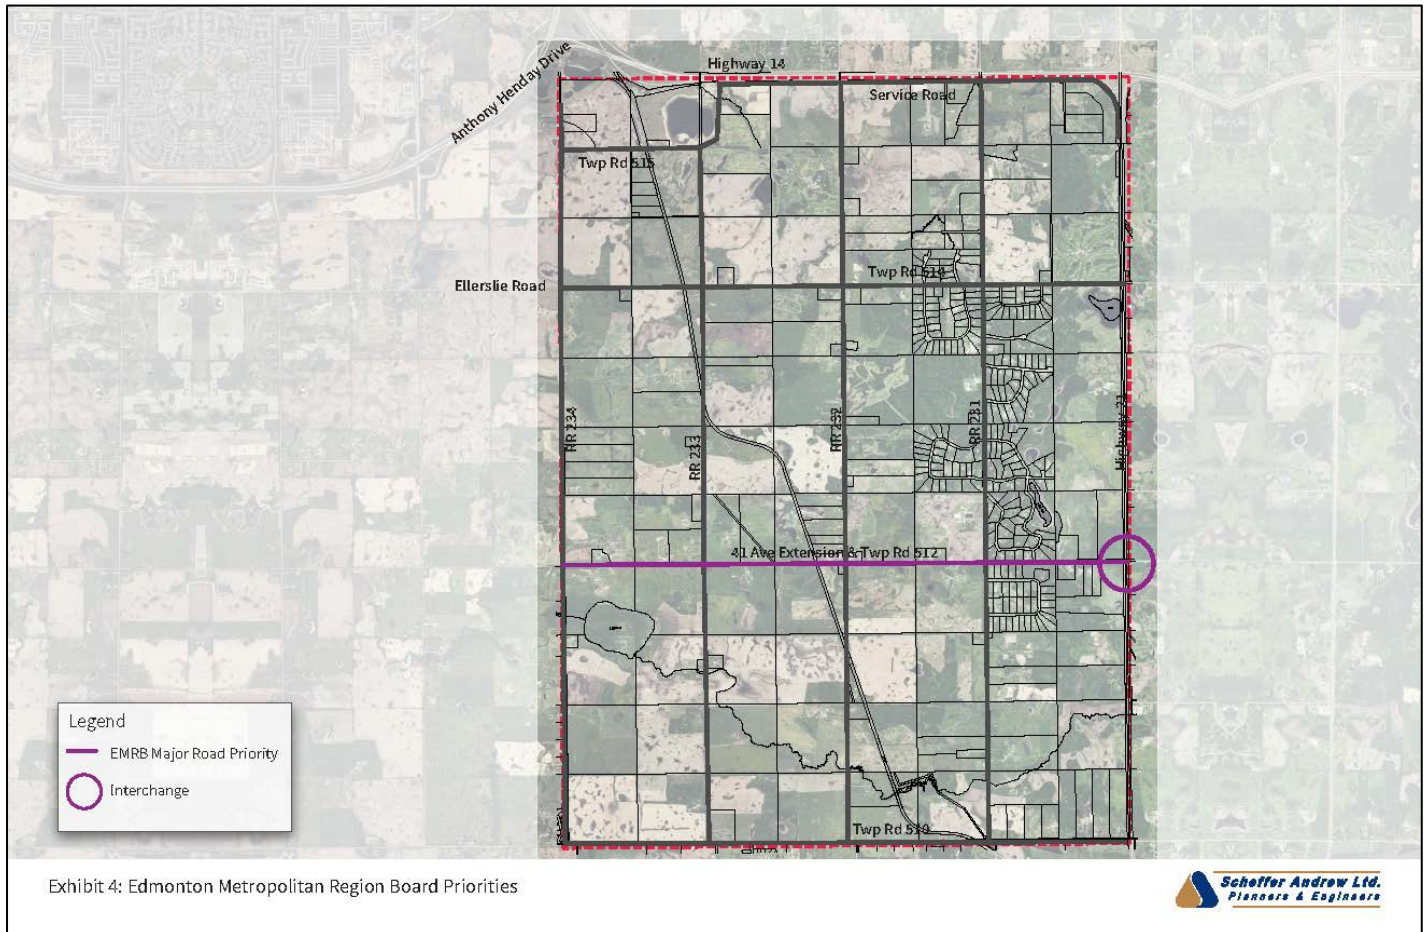 Highway 14
Anthony Henday Drive
Service Road
Twp Rd 515
Twp Rd 514
Ellerslie Road
RR 234
RR 233
RR 232
RR 231
Highway 21
41 Ave Extension & Twp Rd 512
Twp Rd 510
Legend
EMRB Major Road Priority
Interchange
Exhibit 4: Edmonton Metropolitan Region Board Priorities
Scheffer Andrew Ltd.
Planners & Engineers